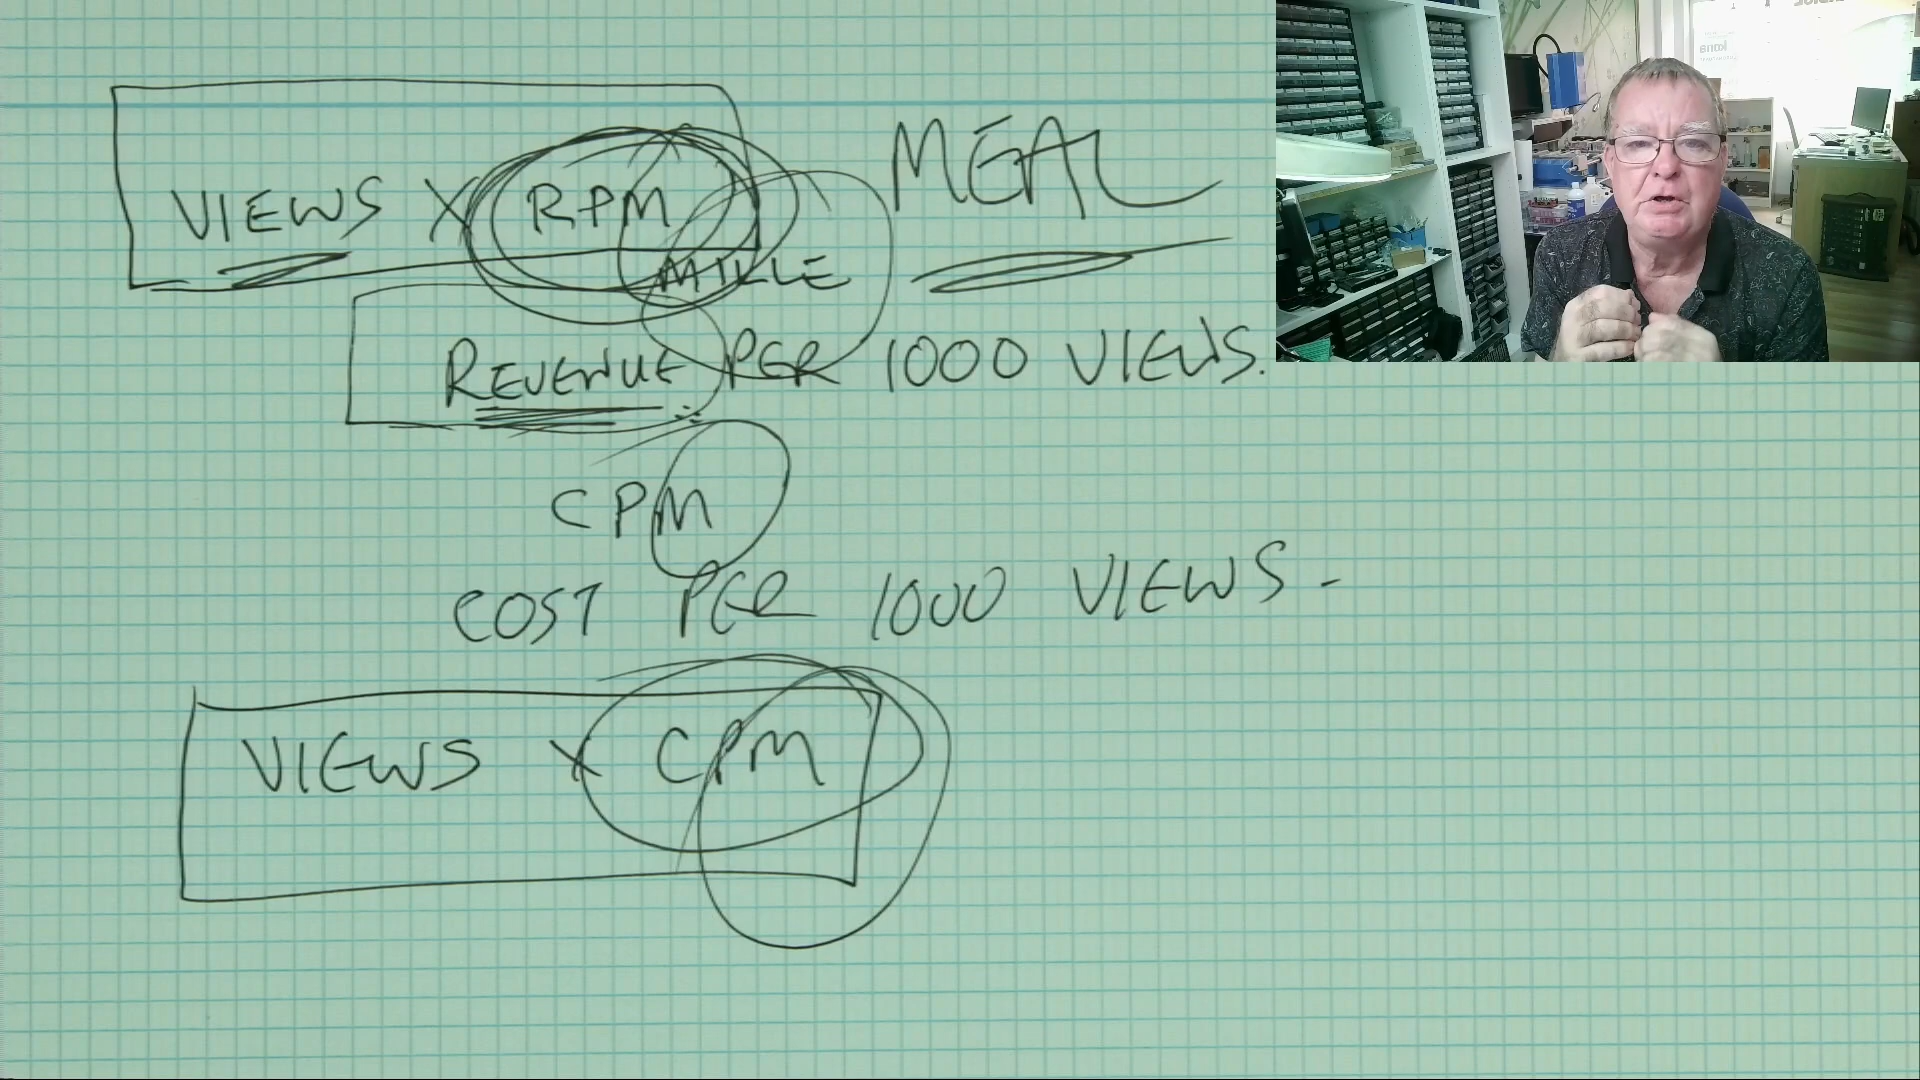 VIEWS X RPM
MEAL
MILLE
REVENUE PER 1000 VIEWS.
CPM
COST PER 1000 VIEWS -
VIEWS X CPM